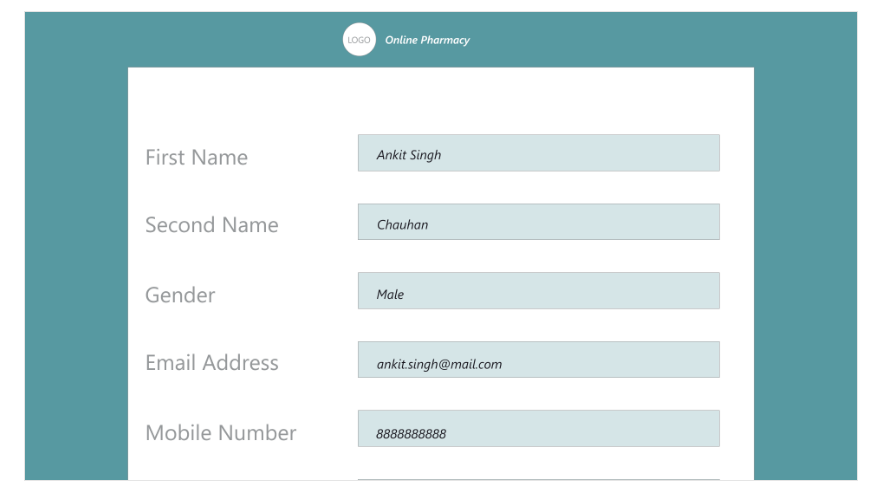 LOGO Online Pharmacy
First Name Ankit Singh
Second Name Chauhan
Gender Male
Email Address ankit.singh@mail.com
Mobile Number 8888888888